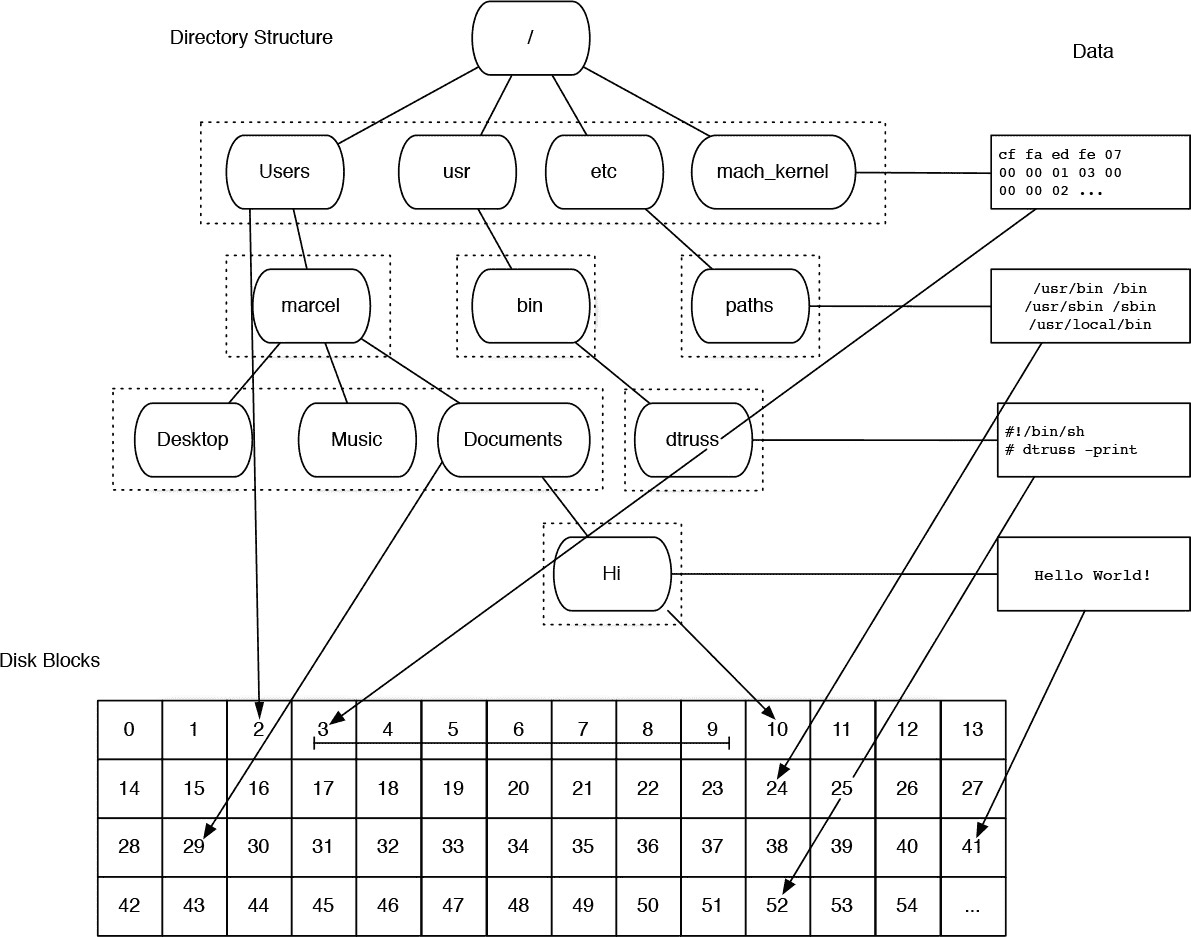 Directory Structure
/
Data
Users
usr
etc
mach_kernel
cf fa ed fe 07
00 00 01 03 00
00 00 02 ...
marcel
bin
paths
/usr/bin /bin
/usr/sbin /sbin
/usr/local/bin
Desktop
Music
Documents
dtruss
#!/bin/sh
# dtruss –print
Hi
Hello World!
Disk Blocks
0 1 2 3 4 5 6 7 8 9 10 11 12 13
14 15 16 17 18 19 20 21 22 23 24 25 26 27
28 29 30 31 32 33 34 35 36 37 38 39 40 41
42 43 44 45 46 47 48 49 50 51 52 53 54 ...